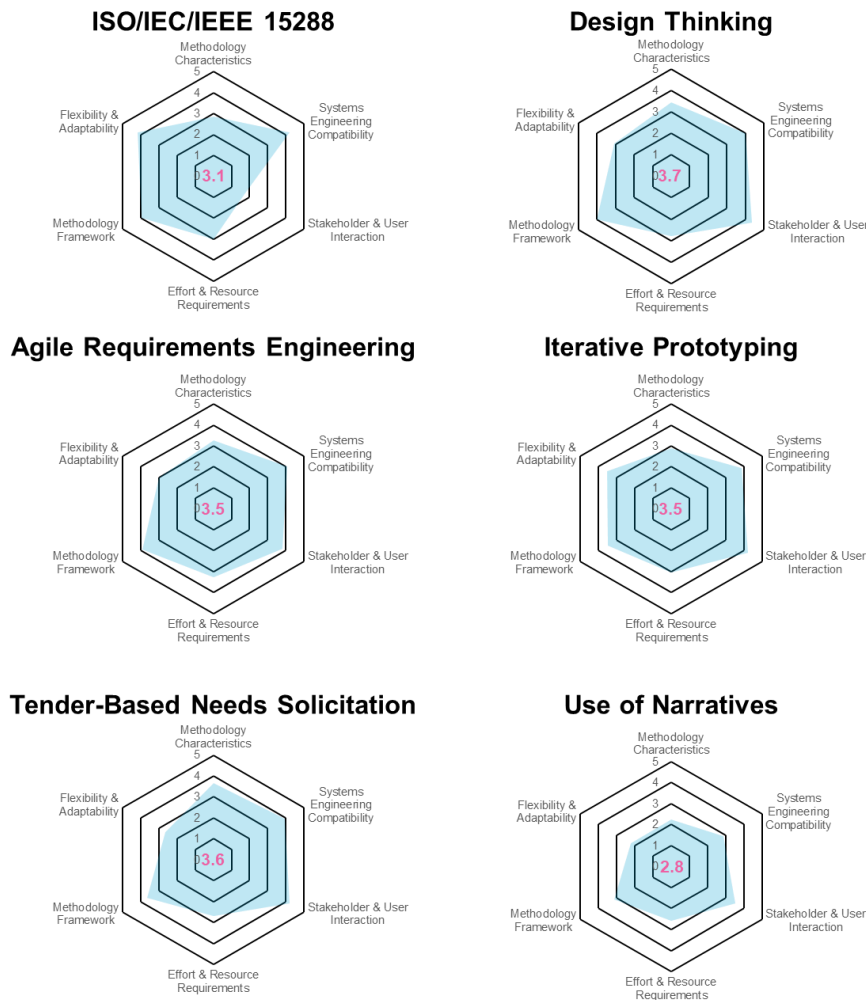 ISO/IEC/IEEE 15288
Methodology
Characteristics
5
4
3
2
1
0
3.1
Systems
Engineering
Compatibility
Stakeholder & User
Interaction
Effort & Resource
Requirements
Methodology
Framework
Flexibility &
Adaptability
Design Thinking
Methodology
Characteristics
5
4
3
2
1
0
3.7
Systems
Engineering
Compatibility
Stakeholder & User
Interaction
Effort & Resource
Requirements
Methodology
Framework
Flexibility &
Adaptability
Agile Requirements Engineering
Methodology
Characteristics
5
4
3
2
1
0
3.5
Systems
Engineering
Compatibility
Stakeholder & User
Interaction
Effort & Resource
Requirements
Methodology
Framework
Flexibility &
Adaptability
Iterative Prototyping
Methodology
Characteristics
5
4
3
2
1
0
3.5
Systems
Engineering
Compatibility
Stakeholder & User
Interaction
Effort & Resource
Requirements
Methodology
Framework
Flexibility &
Adaptability
Tender-Based Needs Solicitation
Methodology
Characteristics
5
4
3
2
1
0
3.6
Systems
Engineering
Compatibility
Stakeholder & User
Interaction
Effort & Resource
Requirements
Methodology
Framework
Flexibility &
Adaptability
Use of Narratives
Methodology
Characteristics
5
4
3
2
1
0
2.8
Systems
Engineering
Compatibility
Stakeholder & User
Interaction
Effort & Resource
Requirements
Methodology
Framework
Flexibility &
Adaptability